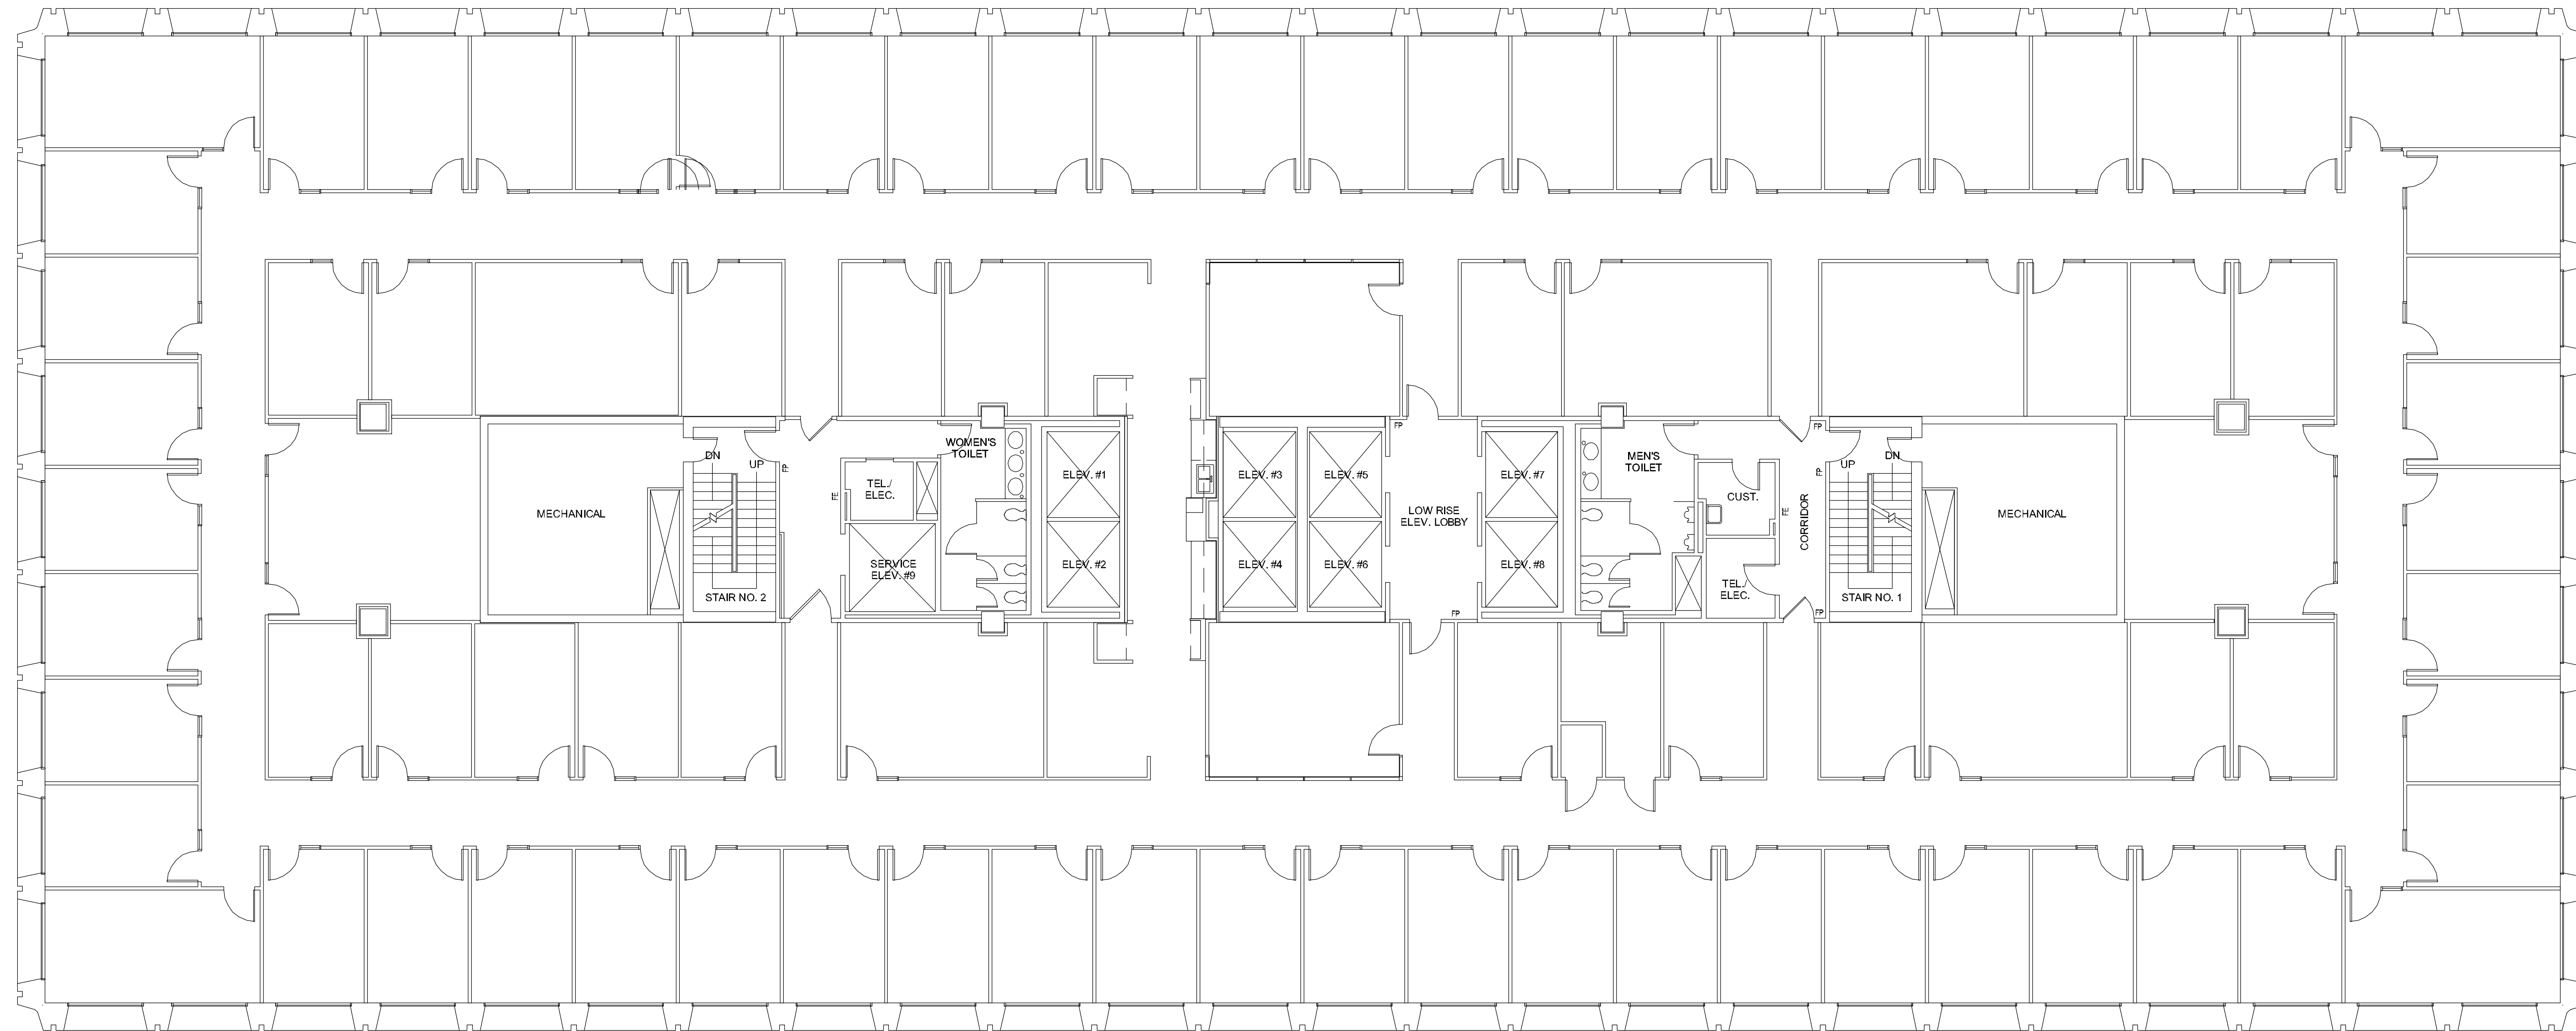 FP
WOMEN'S
TOILET
DN
UP
FP
TEL./
ELEC.
FE
ELEV. #1
ELEV. #3
ELEV. #5
ELEV. #7
MEN'S
TOILET
CUST.
FP
FP
UP
DN
MECHANICAL
LOW RISE
ELEV. LOBBY
FE
CORRIDOR
MECHANICAL
SERVICE
ELEV. #9
ELEV. #2
ELEV. #4
ELEV. #6
ELEV. #8
TEL./
ELEC.
STAIR NO. 2
STAIR NO. 1
FP
FP